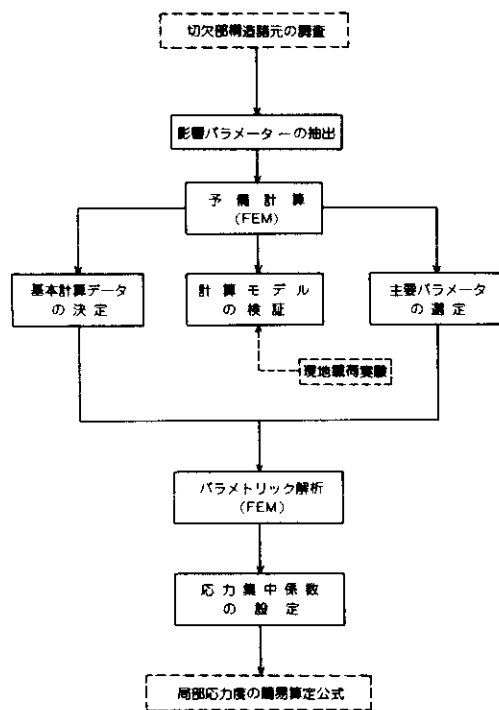 切欠部構造諸元の調査
影響パラメーターの抽出
予備計算
(FEM)
基本計算データ
の決定
計算モデル
の検証
主要パラメータ
の選定
現地載荷実験
パラメトリック解析
(FEM)
応力集中係数
の設定
局部応力度の簡易算定公式